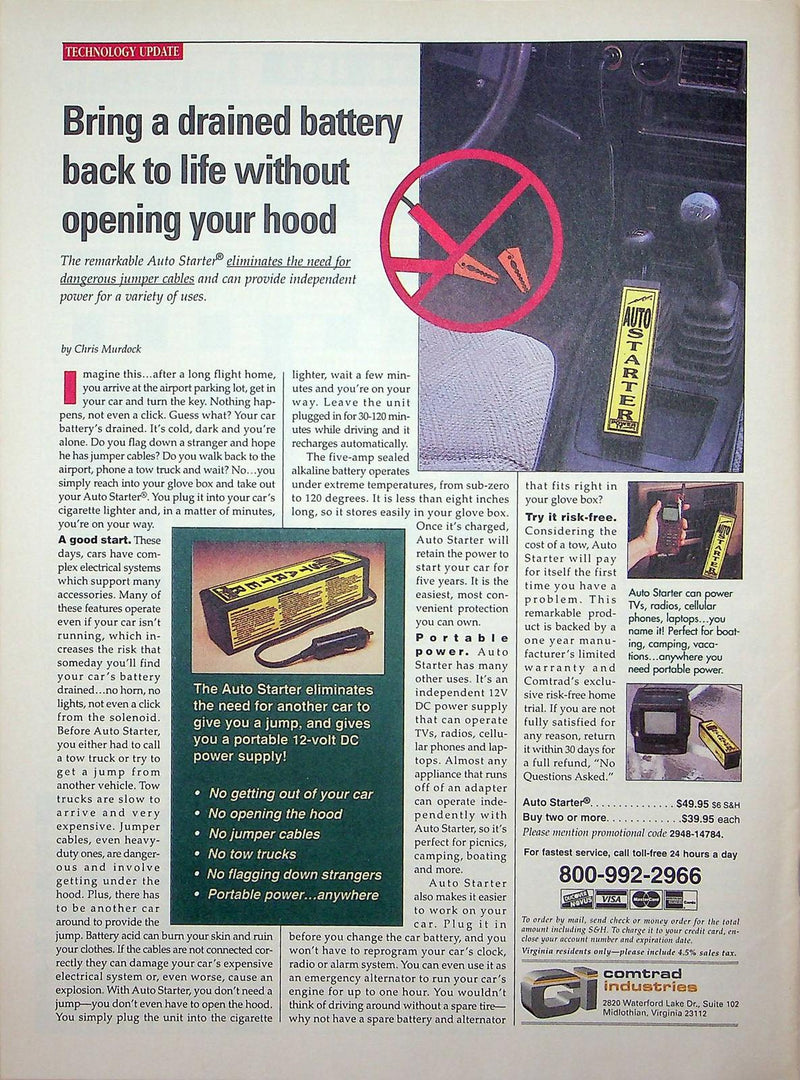 TECHNOLOGY UPDATE
Bring a drained battery
back to life without
opening your hood
The remarkable Auto Starter® eliminates the need for
dangerous jumper cables and can provide independent
power for a variety of uses.
by Chris Murdock
Imagine this...after a long flight home,
you arrive at the airport parking lot, get in
your car and turn the key. Nothing hap-
pens, not even a click. Guess what? Your car
battery's drained. It's cold, dark and you're
alone. Do you flag down a stranger and hope
he has jumper cables? Do you walk back to the
airport, phone a tow truck and wait? No...you
simply reach into your glove box and take out
your Auto Starter®. You plug it into your car's
cigarette lighter and, in a matter of minutes,
you're on your way.
A good start. These
days, cars have com-
plex electrical systems
which support many
accessories. Many of
these features operate
even if your car isn't
running, which in-
creases the risk that
someday you'll find
your car's battery
drained...no horn, no
lights, not even a click
from the solenoid.
Before Auto Starter,
you either had to call
a tow truck or try to
get a jump from
another vehicle. Tow
trucks are slow to
arrive and very
expensive. Jumper
cables, even heavy-
duty ones, are danger-
ous and involve
getting under the
hood. Plus, there has
to be another car
around to provide the
jump. Battery acid can burn your skin and ruin
your clothes. If the cables are not connected cor-
rectly they can damage your car's expensive
electrical system or, even worse, cause an
explosion. With Auto Starter, you don't need a
jump—you don't even have to open the hood.
You simply plug the unit into the cigarette
lighter, wait a few min-
utes and you're on your
way. Leave the unit
plugged in for 30-120 min-
utes while driving and it
recharges automatically.
The five-amp sealed
alkaline battery operates
under extreme temperatures, from sub-zero
to 120 degrees. It is less than eight inches
long, so it stores easily in your glove box.
Once it's charged,
Auto Starter will
retain the power to
start your car for
five years. It is the
easiest, most con-
venient protection
you can own.
Portable
power. Auto
Starter has many
other uses. It's an
independent 12V
DC power supply
that can operate
TVs, radios, cellu-
lar phones and lap-
tops. Almost any
appliance that runs
off of an adapter
can operate inde-
pendently with
Auto Starter, so it's
perfect for picnics,
camping, boating
and more.
Auto Starter
also makes it easier
to work on your
car. Plug it in
before you change the car battery, and you
won't have to reprogram your car's clock,
radio or alarm system. You can even use it as
an emergency alternator to run your car's
engine for up to one hour. You wouldn't
think of driving around without a spare tire—
why not have a spare battery and alternator
that fits right in
your glove box?
Try it risk-free.
Considering the
cost of a tow, Auto
Starter will pay
for itself the first
time you have a
problem. This
remarkable prod-
uct is backed by a
one year manu-
facturer's limited
warranty and
Comtrad's exclu-
sive risk-free home
trial. If you are not
fully satisfied for
any reason, return
it within 30 days for
a full refund, "No
Questions Asked."
The Auto Starter eliminates
the need for another car to
give you a jump, and gives
you a portable 12-volt DC
power supply!
• No getting out of your car
• No opening the hood
• No jumper cables
• No tow trucks
• No flagging down strangers
• Portable power...anywhere
AUTO
STARTER
AUTO
STARTER
Auto Starter can power
TVs, radios, cellular
phones, laptops...you
name it! Perfect for boat-
ing, camping, vaca-
tions...anywhere you
need portable power.
Auto Starter®. . . . . . . . . . . . . . $49.95 $6 S&H
Buy two or more. . . . . . . . . . . .$39.95 each
Please mention promotional code 2948-14784.
For fastest service, call toll-free 24 hours a day
800-992-2966
DISCOVER NOVUS VISA MasterCard
To order by mail, send check or money order for the total
amount including S&H. To charge it to your credit card, en-
close your account number and expiration date.
Virginia residents only—please include 4.5% sales tax.
comtrad
industries
2820 Waterford Lake Dr., Suite 102
Midlothian, Virginia 23112